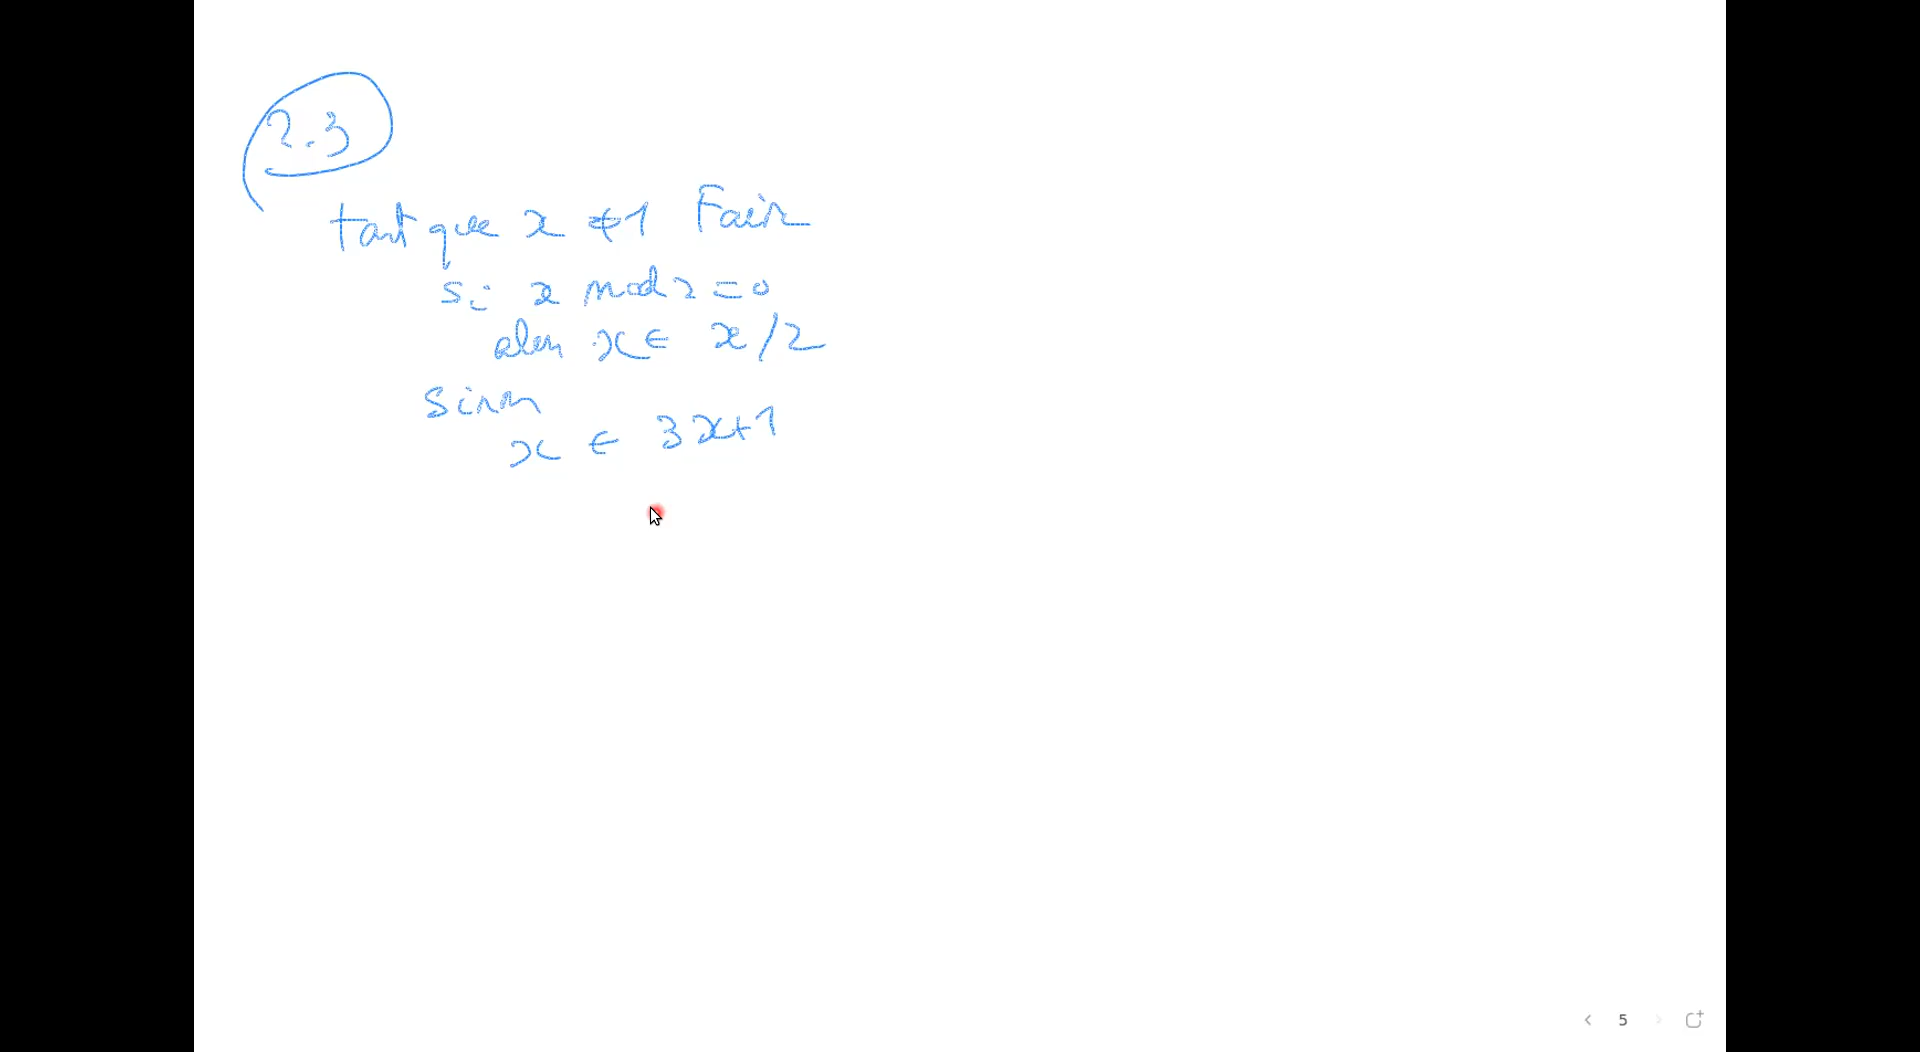 2.3
tant que x ≠ 1 Faire
Si x mod 2 = 0
alors x ← x/2
Sinon
x ← 3x+1
5